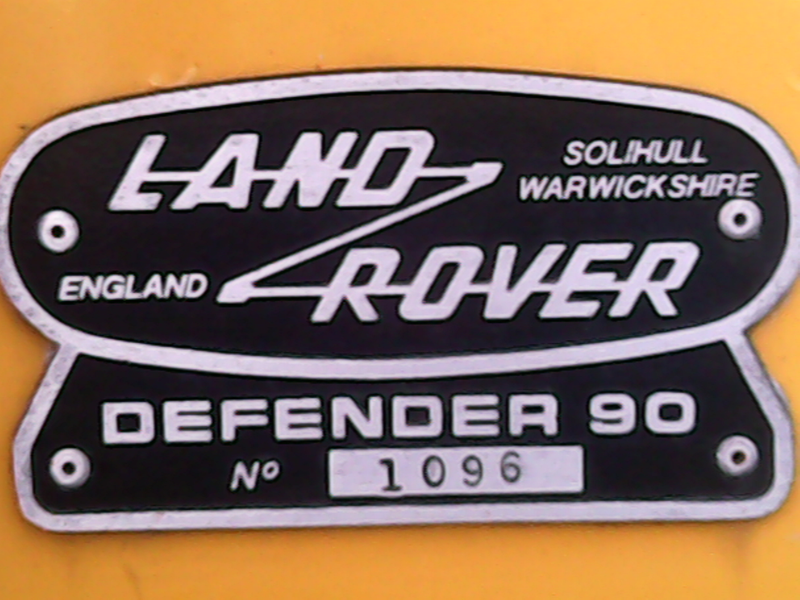 LAND
SOLIHULL
WARWICKSHIRE
ENGLAND
ROVER
DEFENDER 90
Nº 1096